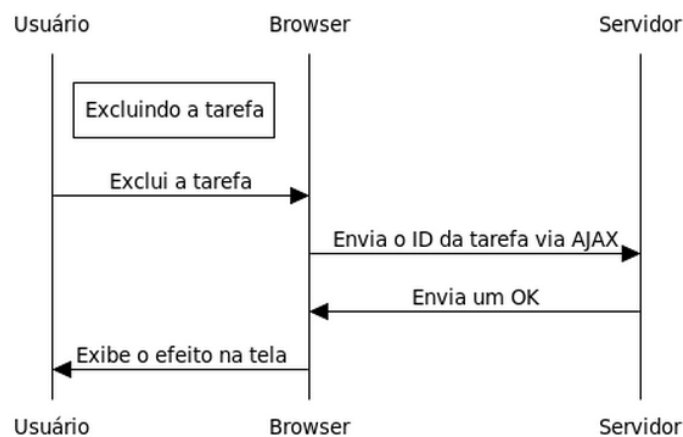 Usuário Browser Servidor
Excluindo a tarefa
Exclui a tarefa
Envia o ID da tarefa via AJAX
Envia um OK
Exibe o efeito na tela
Usuário Browser Servidor